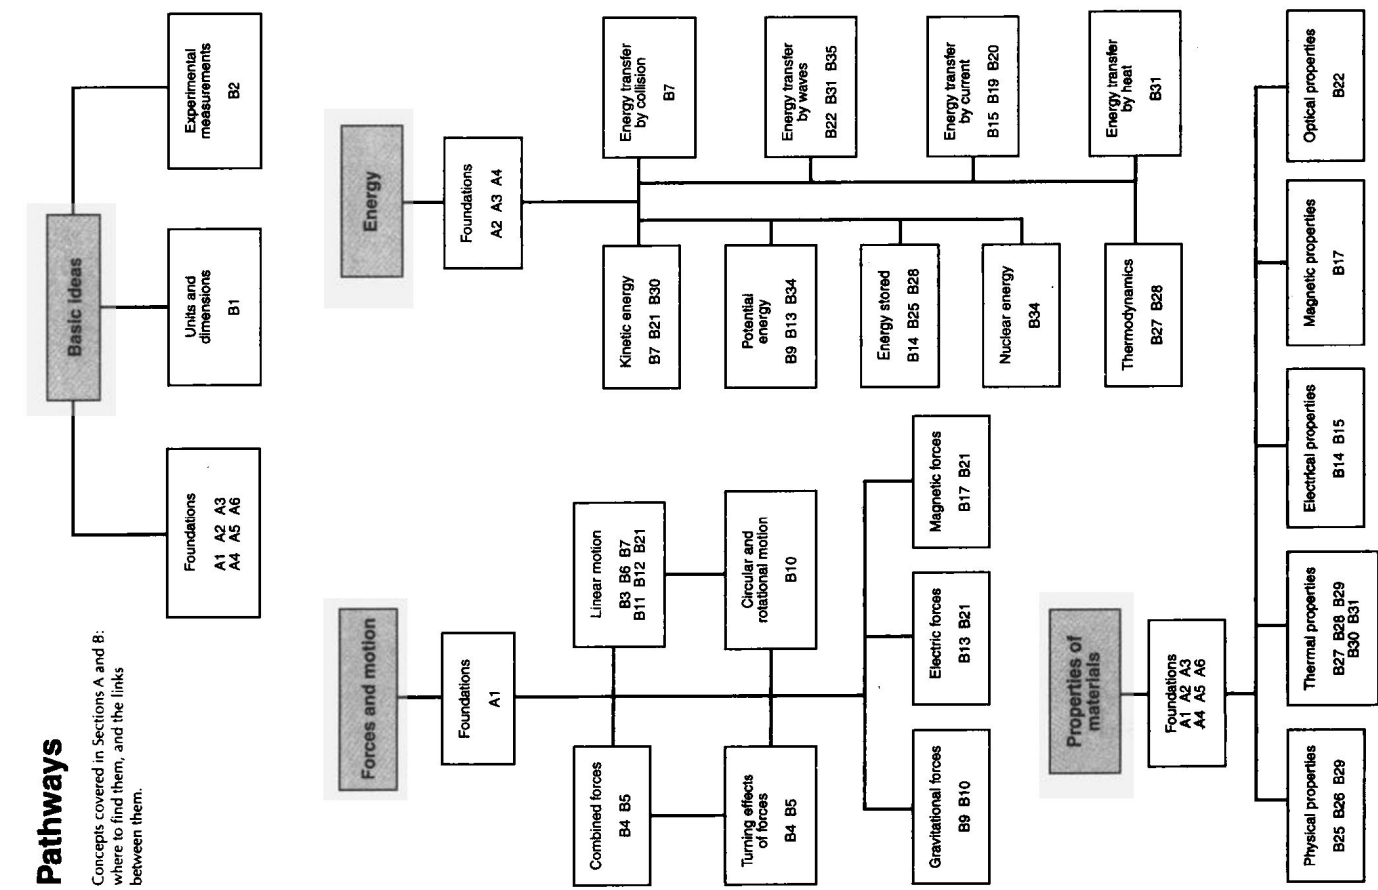 Pathways
Concepts covered in Sections A and B:
where to find them, and the links
between them.
Basic ideas
Foundations
A1 A2 A3
A4 A5 A6
Units and
dimensions
B1
Experimental
measurements
B2
Forces and motion
Foundations
A1
Combined forces
B4 B5
Linear motion
B3 B6 B7
B11 B12 B21
Turning effects
of forces
B4 B5
Circular and
rotational motion
B10
Gravitational forces
B9 B10
Electric forces
B13 B21
Magnetic forces
B17 B21
Energy
Foundations
A2 A3 A4
Kinetic energy
B7 B21 B30
Potential
energy
B9 B13 B34
Energy stored
B14 B25 B28
Nuclear energy
B34
Thermodynamics
B27 B28
Energy transfer
by collision
B7
Energy transfer
by waves
B22 B31 B35
Energy transfer
by current
B15 B19 B20
Energy transfer
by heat
B31
Properties of
materials
Foundations
A1 A2 A3
A4 A5 A6
Physical properties
B25 B26 B29
Thermal properties
B27 B28 B29
B30 B31
Electrical properties
B14 B15
Magnetic properties
B17
Optical properties
B22